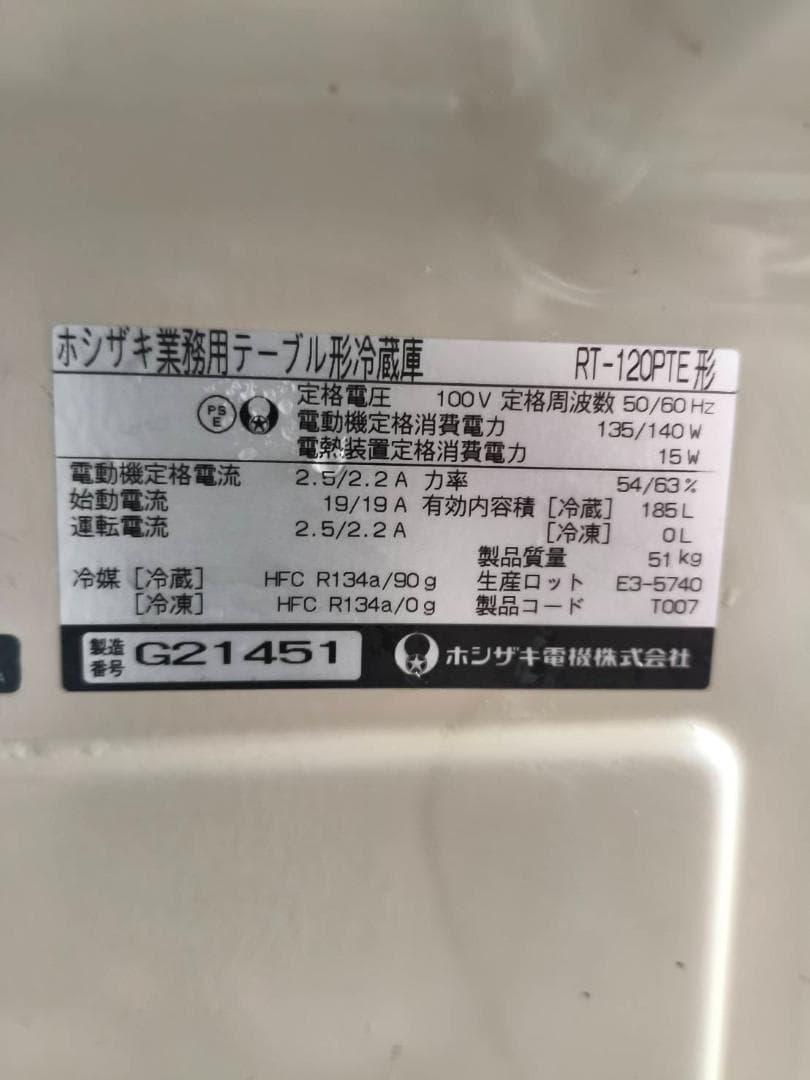 ホシザキ業務用テーブル形冷蔵庫 RT-120PTE形
PS
E
定格電圧 100V 定格周波数 50/60Hz
電動機定格消費電力 135/140W
電熱装置定格消費電力 15W
電動機定格電流 2.5/2.2A 力率 54/63%
始動電流 19/19A 有効内容積 [冷蔵] 185L
運転電流 2.5/2.2A [冷凍] 0L
製品質量 51kg
冷媒 [冷蔵] HFC R134a/90g 生産ロット E3-5740
[冷凍] HFC R134a/0g 製品コード T007
製造番号 G21451 ホシザキ電機株式会社
A